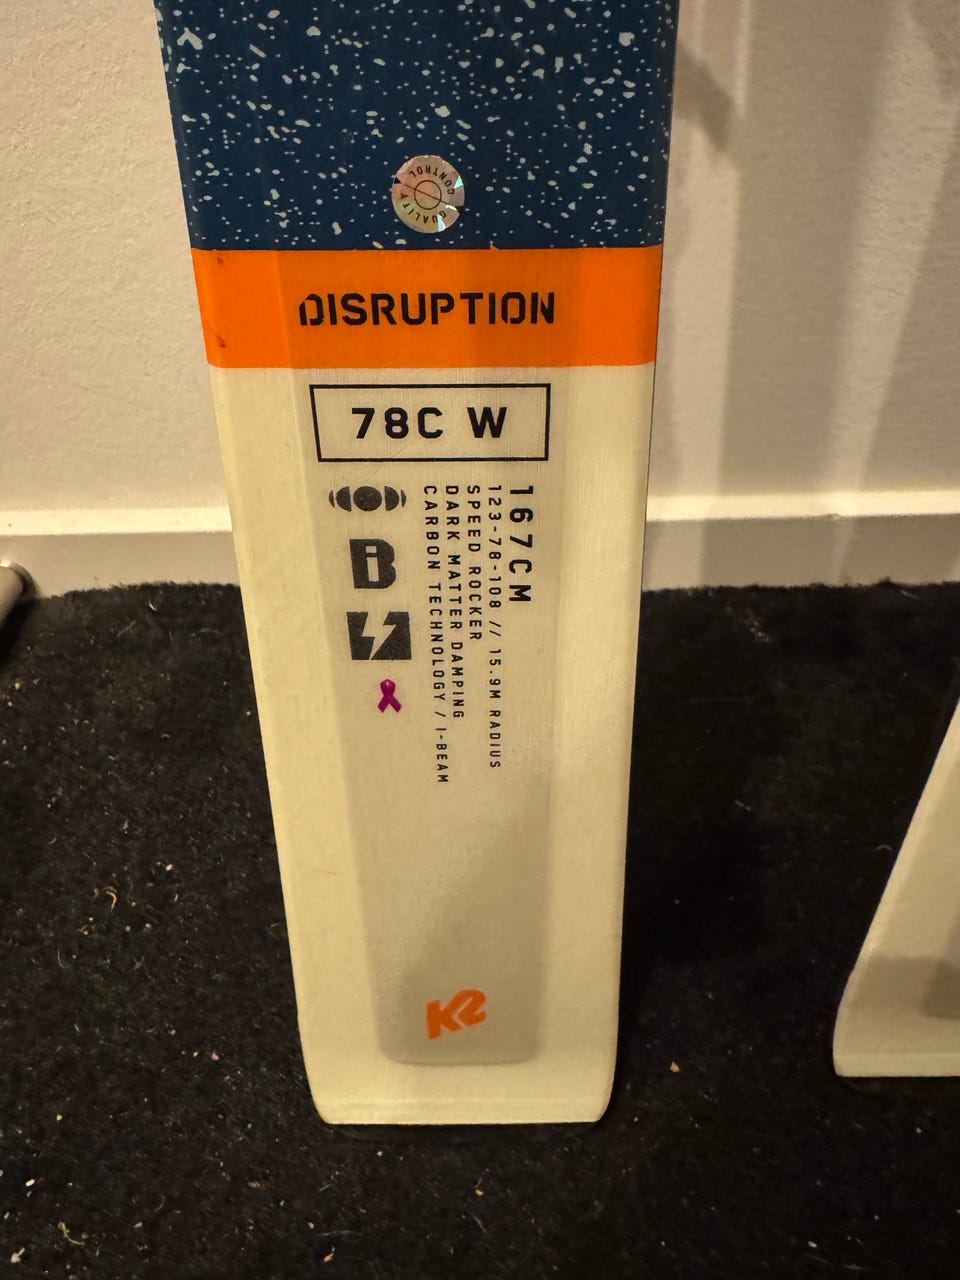 QUALITY CONTROL
DISRUPTION
78C W
167CM
123-78-108 // 15.9M RADIUS
SPEED ROCKER
DARK MATTER DAMPING
CARBON TECHNOLOGY / I-BEAM
iB
K2